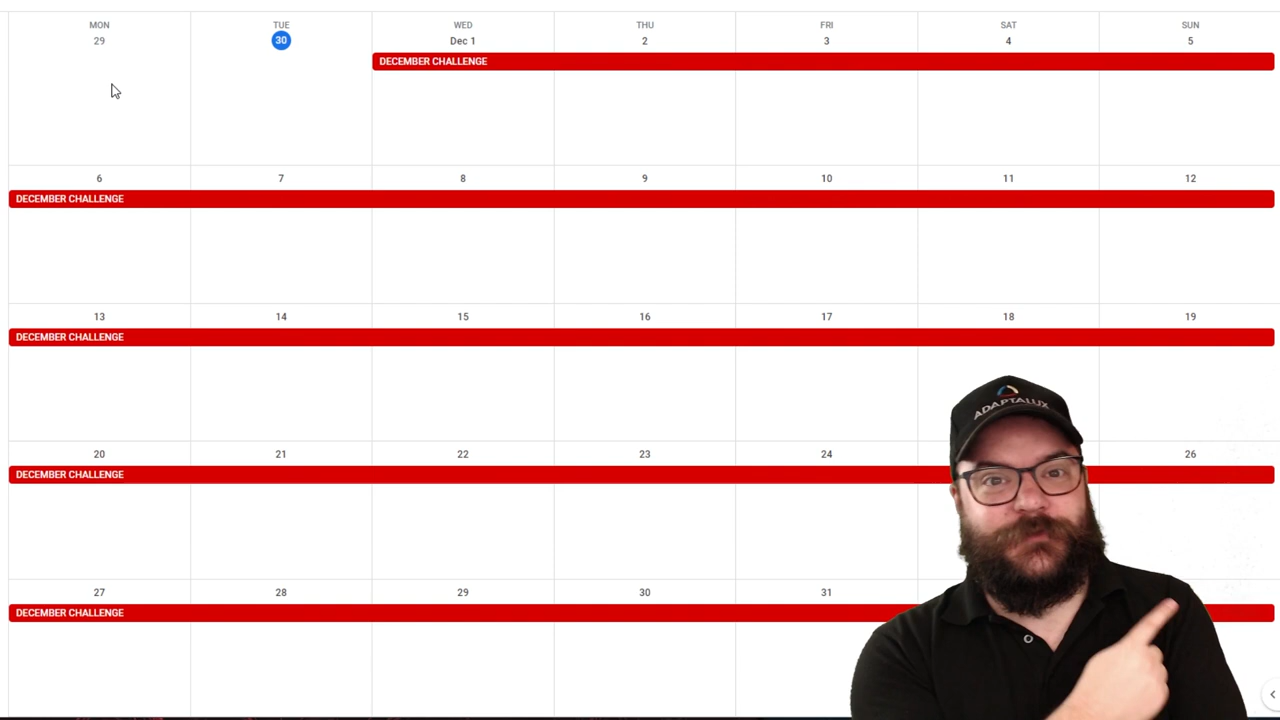 MON TUE WED THU FRI SAT SUN
29 30 Dec 1 2 3 4 5
DECEMBER CHALLENGE
6 7 8 9 10 11 12
DECEMBER CHALLENGE
13 14 15 16 17 18 19
DECEMBER CHALLENGE
ADAPTALUX
20 21 22 23 24 26
DECEMBER CHALLENGE
27 28 29 30 31
DECEMBER CHALLENGE